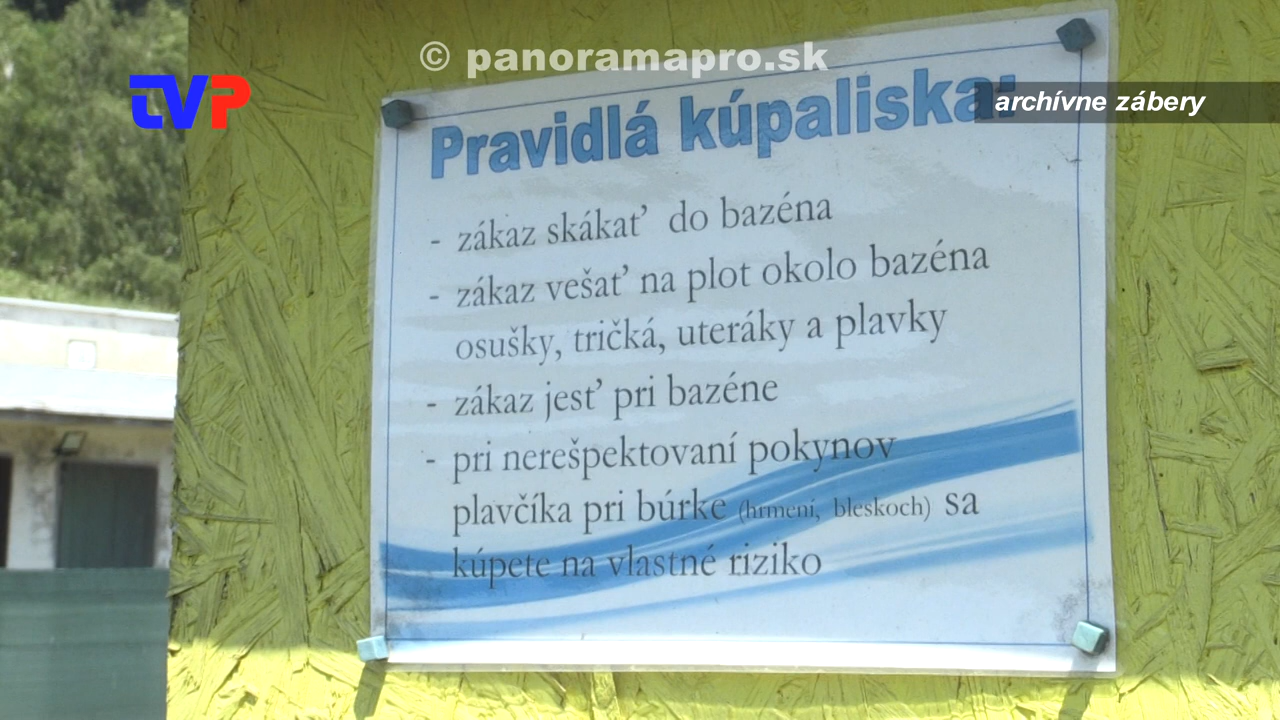 © panoramapro.sk
TVP
archívne zábery
Pravidlá kúpaliska:
- zákaz skákať do bazéna
- zákaz vešať na plot okolo bazéna
osušky, tričká, uteráky a plavky
- zákaz jesť pri bazéne
- pri nerešpektovaní pokynov
plavčíka pri búrke (hrmení, bleskoch) sa
kúpete na vlastné riziko